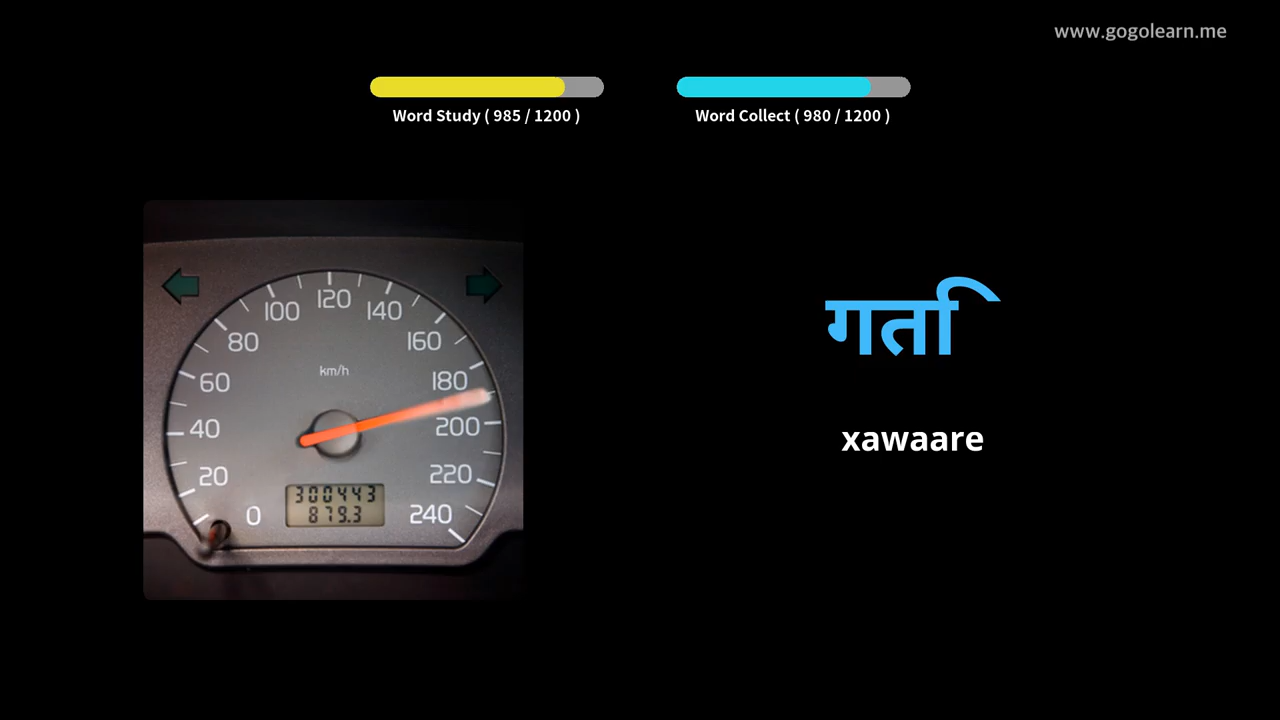 www.gogolearn.me
Word Study ( 985 / 1200 )
Word Collect ( 980 / 1200 )
100 120 140
80 160
km/h
60 180
40 200
20 220
300443
0 240
879.3
गति
xawaare